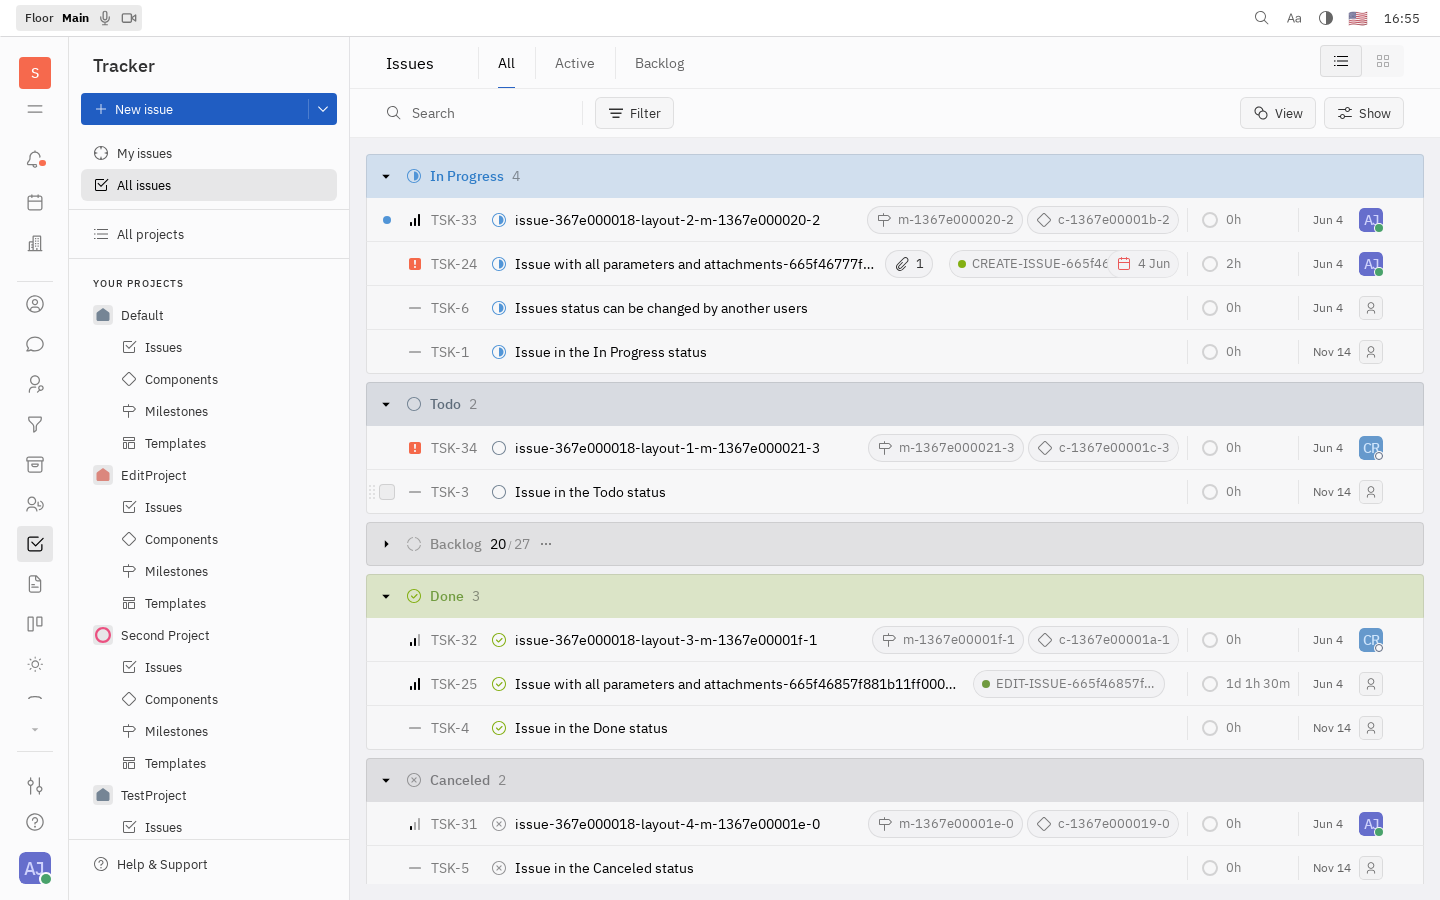 Floor Main
Aa
16:55
S
Tracker
New issue
My issues
All issues
All projects
YOUR PROJECTS
Default
Issues
Components
Milestones
Templates
EditProject
Issues
Components
Milestones
Templates
Second Project
Issues
Components
Milestones
Templates
TestProject
Issues
Help & Support
AJ
Issues
All
Active
Backlog
Search
Filter
View
Show
In Progress 4
TSK-33 issue-367e000018-layout-2-m-1367e000020-2 m-1367e000020-2 c-1367e00001b-2 0h Jun 4 AJ
TSK-24 Issue with all parameters and attachments-665f46777f... 1 CREATE-ISSUE-665f46 4 Jun 2h Jun 4 AJ
TSK-6 Issues status can be changed by another users 0h Jun 4
TSK-1 Issue in the In Progress status 0h Nov 14
Todo 2
TSK-34 issue-367e000018-layout-1-m-1367e000021-3 m-1367e000021-3 c-1367e00001c-3 0h Jun 4 CR
TSK-3 Issue in the Todo status 0h Nov 14
Backlog 20/27 ...
Done 3
TSK-32 issue-367e000018-layout-3-m-1367e00001f-1 m-1367e00001f-1 c-1367e00001a-1 0h Jun 4 CR
TSK-25 Issue with all parameters and attachments-665f46857f881b11ff000... EDIT-ISSUE-665f46857f... 1d 1h 30m Jun 4
TSK-4 Issue in the Done status 0h Nov 14
Canceled 2
TSK-31 issue-367e000018-layout-4-m-1367e00001e-0 m-1367e00001e-0 c-1367e000019-0 0h Jun 4 AJ
TSK-5 Issue in the Canceled status 0h Nov 14